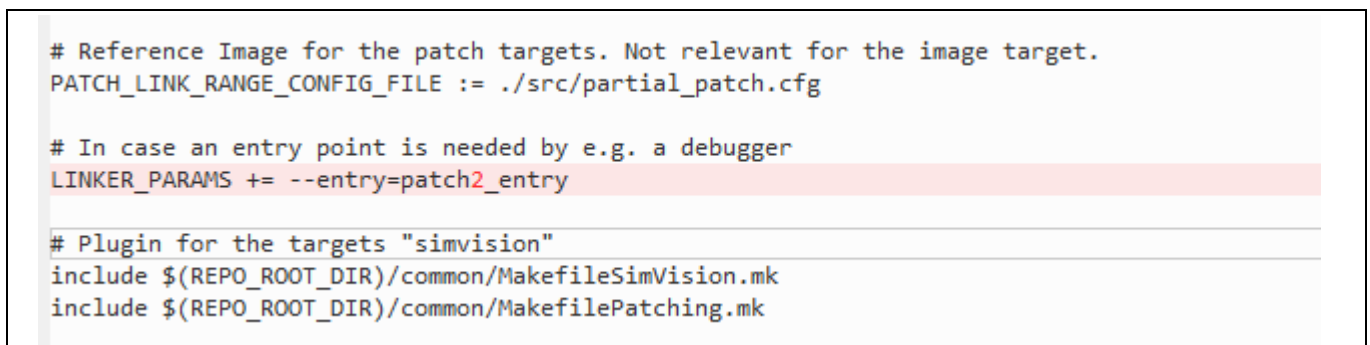 # Reference Image for the patch targets. Not relevant for the image target.
PATCH_LINK_RANGE_CONFIG_FILE := ./src/partial_patch.cfg
# In case an entry point is needed by e.g. a debugger
LINKER_PARAMS += --entry=patch2_entry
# Plugin for the targets "simvision"
include $(REPO_ROOT_DIR)/common/MakefileSimVision.mk
include $(REPO_ROOT_DIR)/common/MakefilePatching.mk